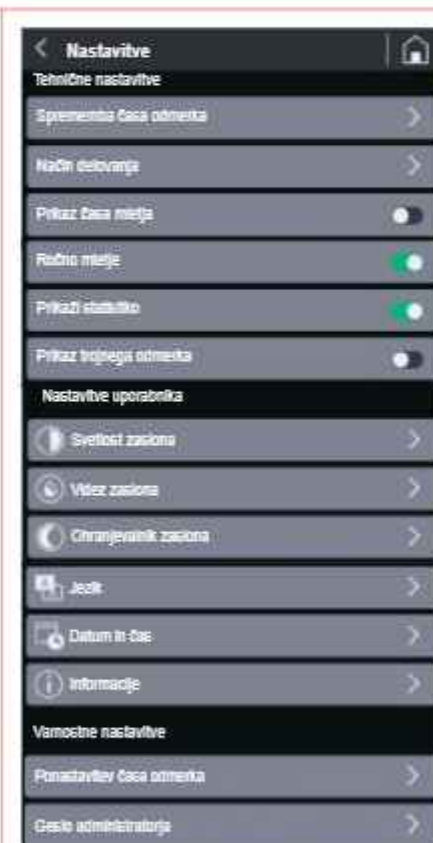 Nastavitve
Tehnične nastavitve
Sprememba časa odmerka
Način delovanja
Prikaz časa mletja
Ročno mletje
Prikaži statistiko
Prikaz trojnega odmerka
Nastavitve uporabnika
Svetlost zaslona
Videz zaslona
Ohranjevalnik zaslona
Jezik
Datum in čas
Informacije
Varnostne nastavitve
Ponastavitev časa odmerka
Geslo administratorja